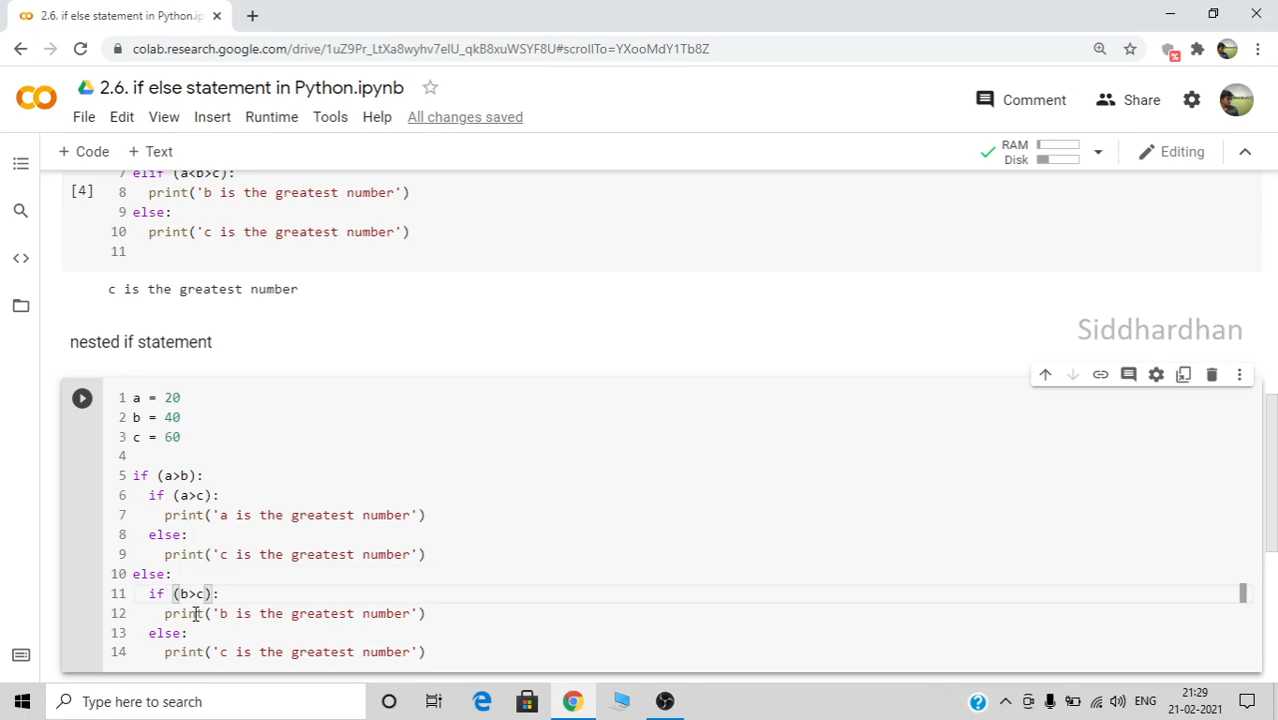 2.6. if else statement in Python.ip
colab.research.google.com/drive/1uZ9Pr_LtXa8wyhv7eIU_qkB8xuWSYF8U#scrollTo=YXooMdY1Tb8Z
2.6. if else statement in Python.ipynb
Comment
Share
File Edit View Insert Runtime Tools Help All changes saved
+ Code + Text
RAM
Disk
Editing
7 elif (a<b>c):
[4]
8 print('b is the greatest number')
9 else:
10 print('c is the greatest number')
11
c is the greatest number
Siddhardhan
nested if statement
1 a = 20
2 b = 40
3 c = 60
4
5 if (a>b):
6 if (a>c):
7 print('a is the greatest number')
8 else:
9 print('c is the greatest number')
10 else:
11 if (b>c):
12 print('b is the greatest number')
13 else:
14 print('c is the greatest number')
Type here to search
ENG
21:29
21-02-2021